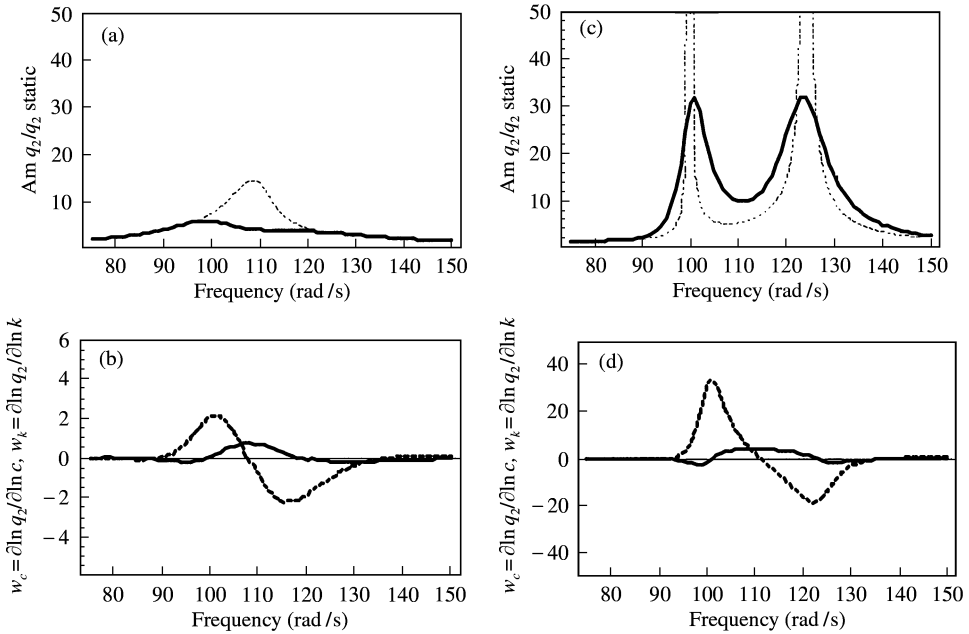 (a)
Am q₂/q₂ static
50
40
30
20
10
80 90 100 110 120 130 140 150
Frequency (rad /s)
(c)
Am q₂/q₂ static
50
40
30
20
10
80 90 100 110 120 130 140 150
Frequency (rad /s)
(b)
w_c = ∂ln q₂/∂ln c, w_k = ∂ln q₂/∂ln k
6
4
2
0
−2
−4
80 90 100 110 120 130 140 150
Frequency (rad /s)
(d)
w_c = ∂ln q₂/∂ln c, w_k = ∂ln q₂/∂ln k
40
20
0
−20
−40
80 90 100 110 120 130 140 150
Frequency (rad /s)